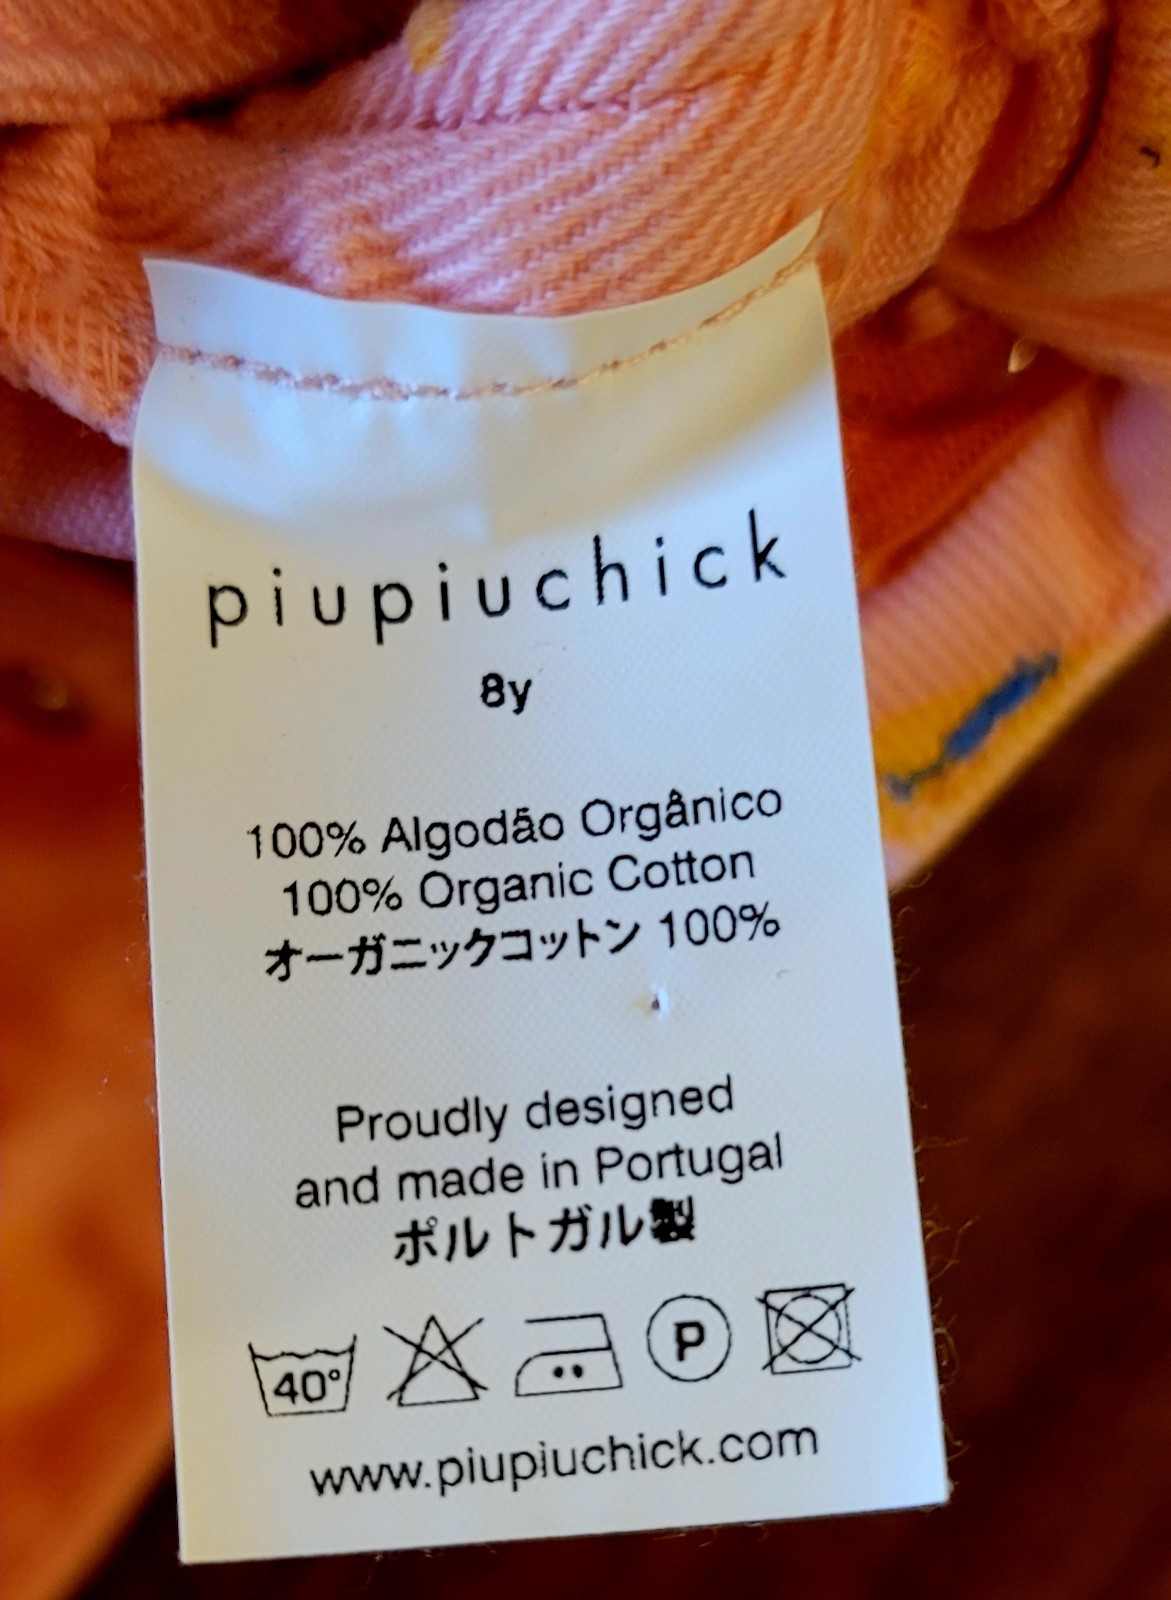 piupiuchick
8y
100% Algodão Orgânico
100% Organic Cotton
オーガニックコットン 100%
Proudly designed
and made in Portugal
ポルトガル製
40° P
www.piupiuchick.com